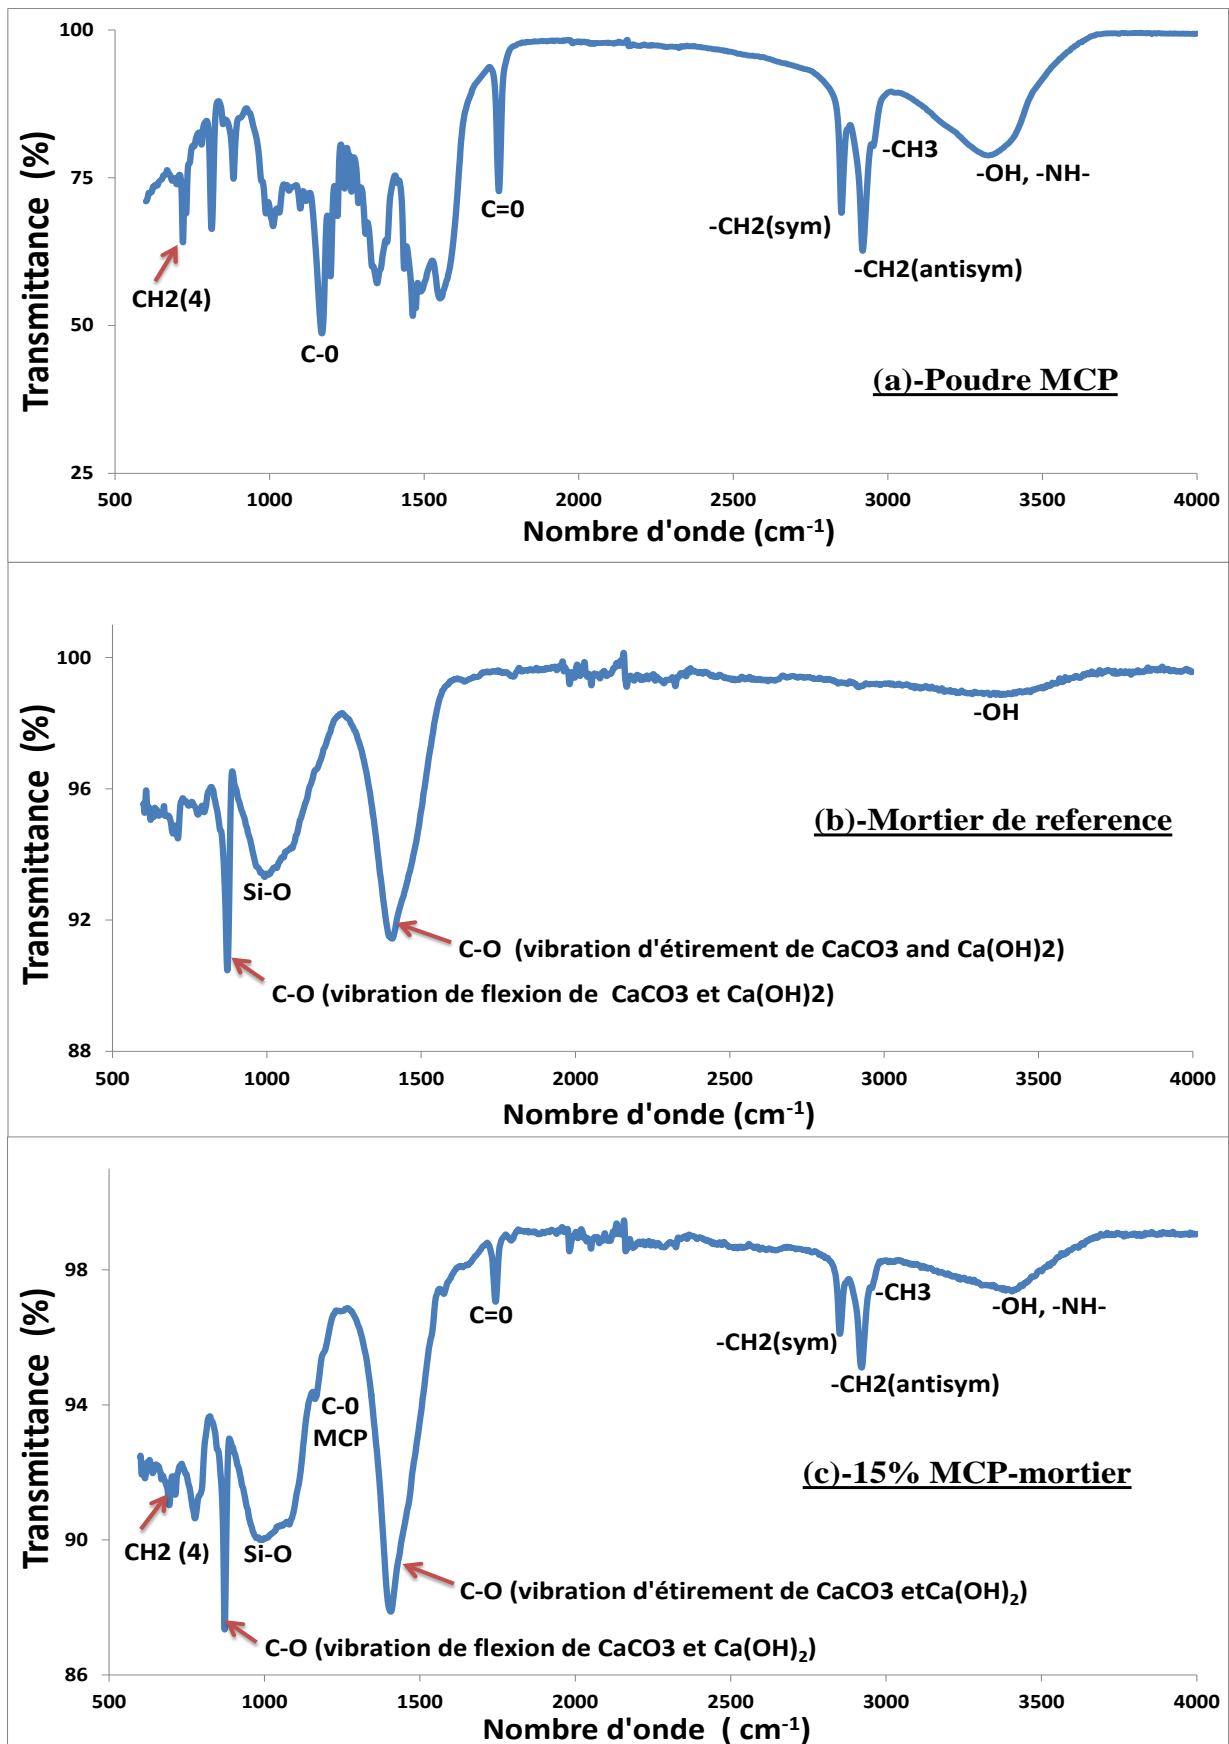 Transmittance (%)
100
75
50
25
CH2(4)
C-0
C=0
-CH2(sym)
-CH2(antisym)
-CH3
-OH, -NH-
(a)-Poudre MCP
500 1000 1500 2000 2500 3000 3500 4000
Nombre d'onde (cm-1)
Transmittance (%)
100
96
92
88
Si-O
-OH
(b)-Mortier de reference
C-O (vibration d'étirement de CaCO3 and Ca(OH)2)
C-O (vibration de flexion de CaCO3 et Ca(OH)2)
500 1000 1500 2000 2500 3000 3500 4000
Nombre d'onde (cm-1)
Transmittance (%)
98
94
90
86
CH2 (4)
Si-O
C-0
MCP
C=0
-CH2(sym)
-CH2(antisym)
-CH3
-OH, -NH-
(c)-15% MCP-mortier
C-O (vibration d'étirement de CaCO3 etCa(OH)2)
C-O (vibration de flexion de CaCO3 et Ca(OH)2)
500 1000 1500 2000 2500 3000 3500 4000
Nombre d'onde ( cm-1)